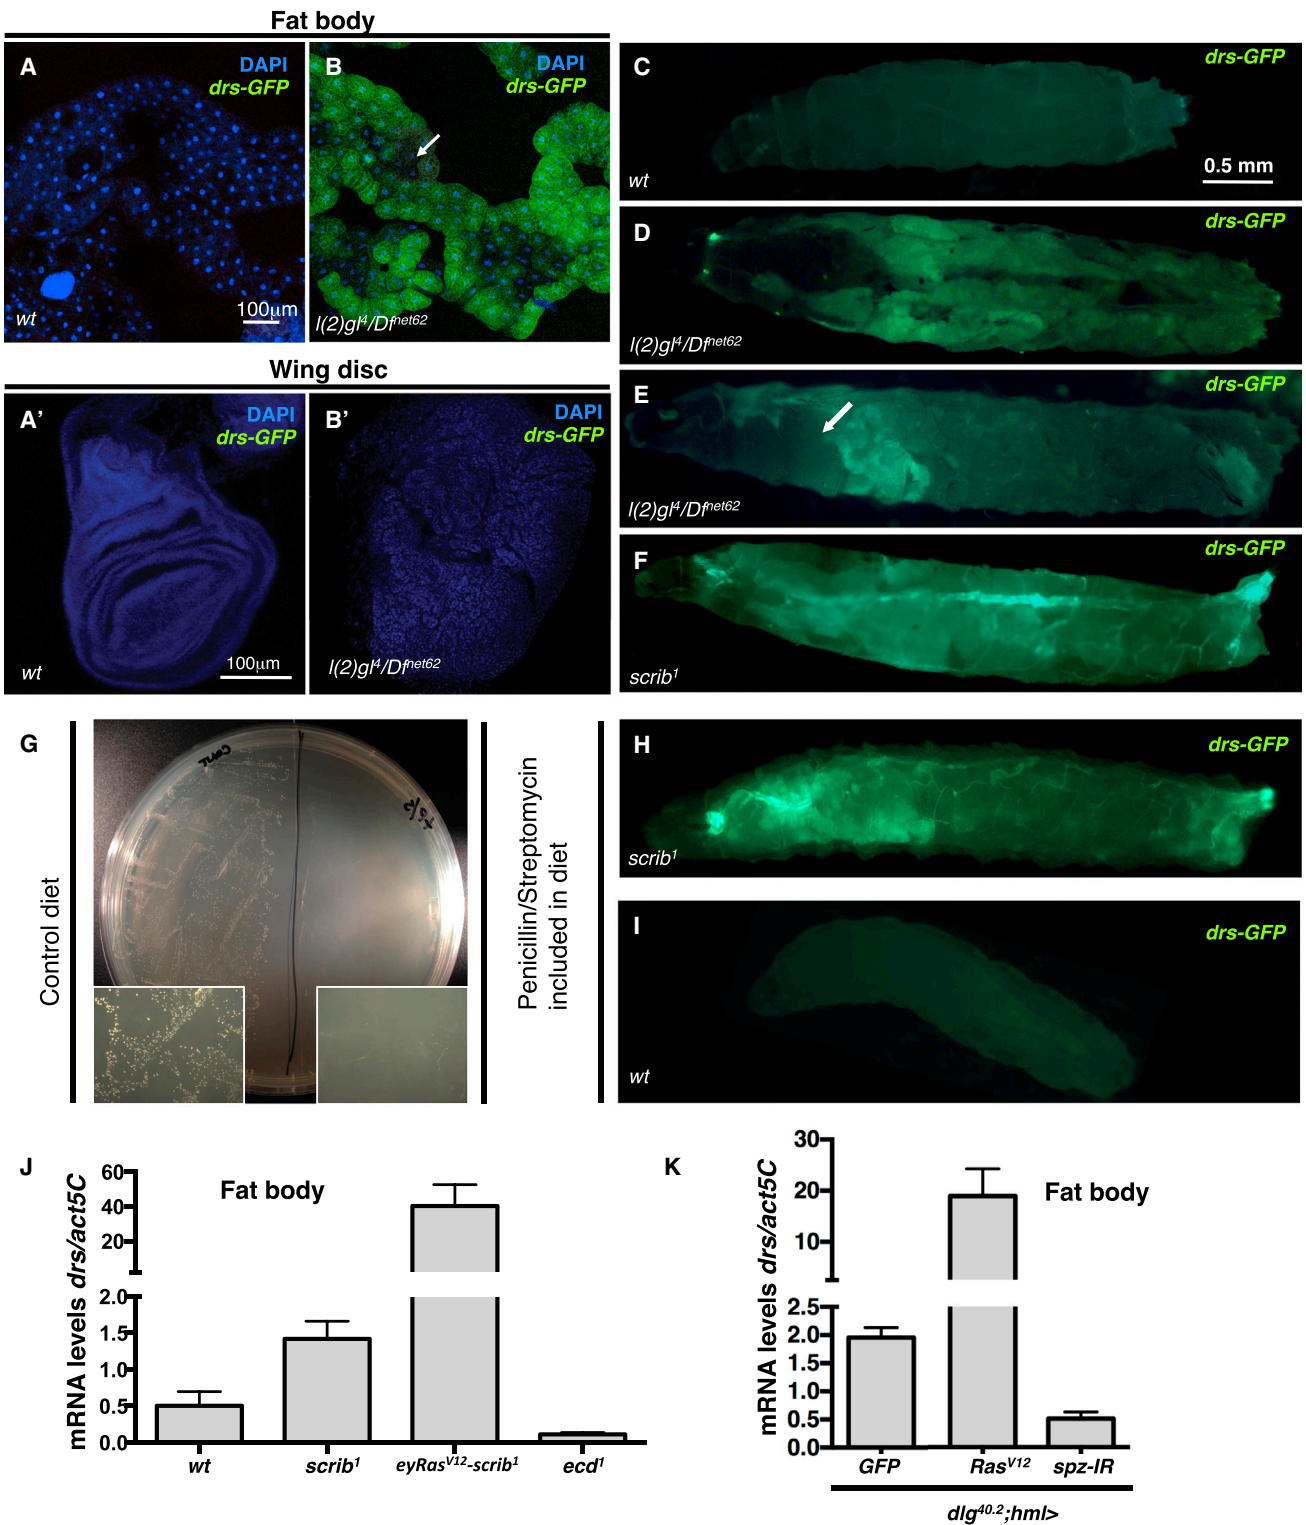 Fat body
A
DAPI
drs-GFP
wt
100μm
B
DAPI
drs-GFP
l(2)gl⁴/Dfⁿᵉᵗ⁶²
Wing disc
A’
DAPI
drs-GFP
wt
100μm
B’
DAPI
drs-GFP
l(2)gl⁴/Dfⁿᵉᵗ⁶²
C
drs-GFP
wt
0.5 mm
D
drs-GFP
l(2)gl⁴/Dfⁿᵉᵗ⁶²
E
drs-GFP
l(2)gl⁴/Dfⁿᵉᵗ⁶²
F
drs-GFP
scrib¹
G
Control diet
Cont
Penicillin/Streptomycin
included in diet
H
drs-GFP
scrib¹
I
drs-GFP
wt
J
mRNA levels drs/act5C
Fat body
60
40
20
2.0
1.5
1.0
0.5
0.0
wt scrib¹ eyRasⱽ¹²-scrib¹ ecd¹
K
mRNA levels drs/act5C
Fat body
30
20
10
2.5
2.0
1.5
1.0
0.5
0.0
GFP Rasⱽ¹² spz-IR
dlg⁴⁰·²;hml>